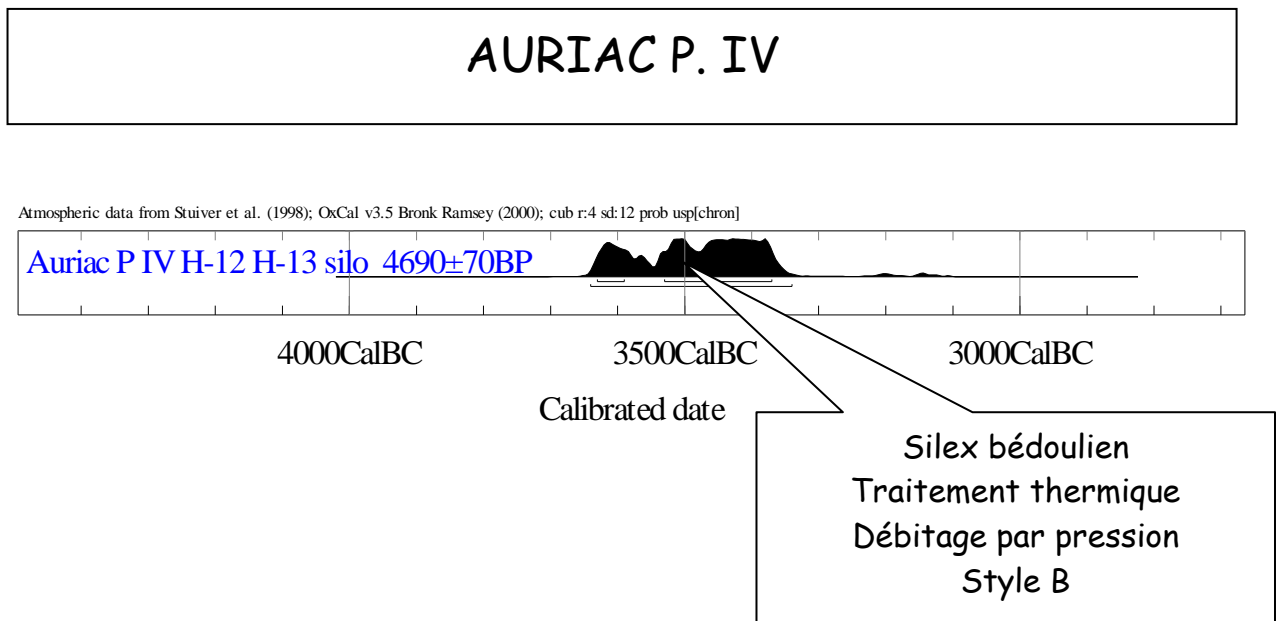 AURIAC P. IV
Atmospheric data from Stuiver et al. (1998); OxCal v3.5 Bronk Ramsey (2000); cub r:4 sd:12 prob usp[chron]
Auriac P IV H-12 H-13 silo 4690±70BP
4000CalBC 3500CalBC 3000CalBC
Calibrated date
Silex bédoulien
Traitement thermique
Débitage par pression
Style B